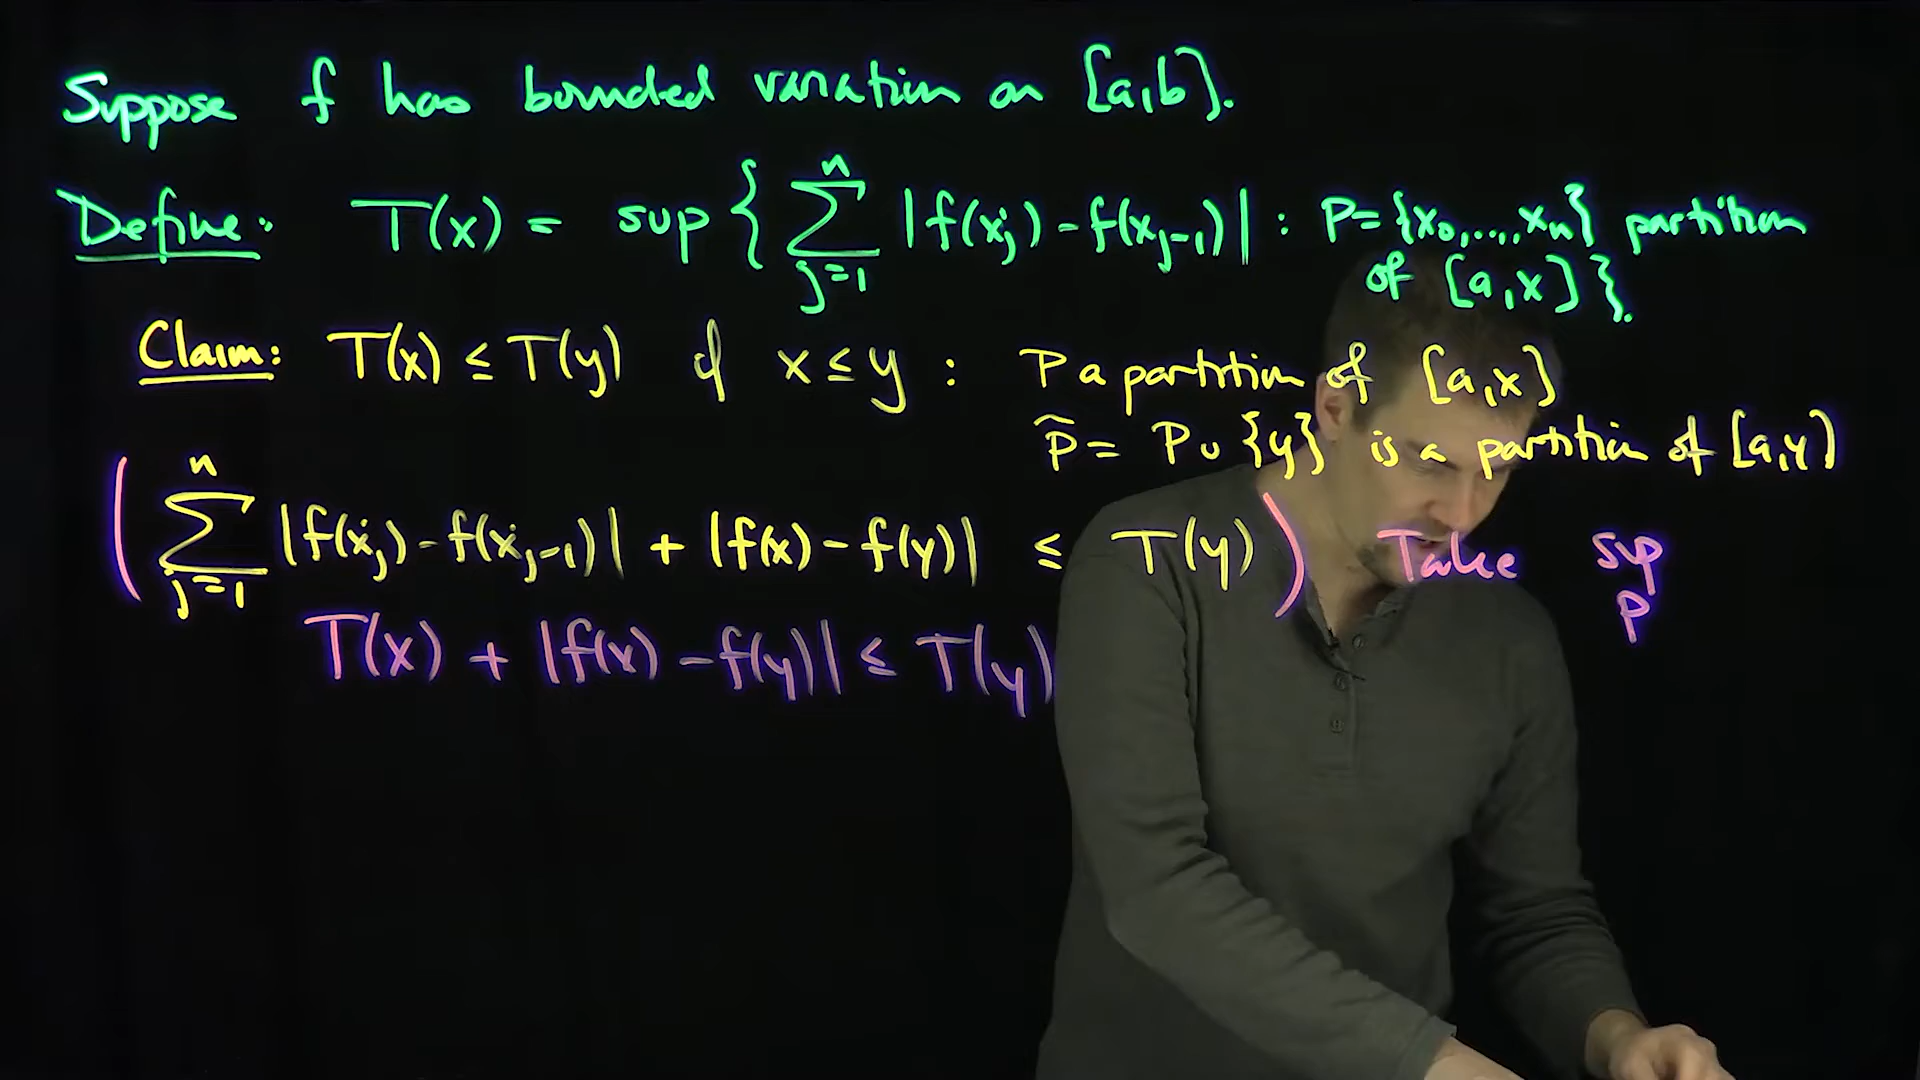 Suppose f has bounded variation on [a,b].
Define: T(x) = sup { ∑_{j=1}^{n} |f(x_j) - f(x_{j-1})| : P = {x_0,...,x_n} partition
of [a,x] }.
Claim: T(x) ≤ T(y) if x ≤ y : P a partition of [a,x]
P̃ = P ∪ {y} is a partition of [a,y]
( ∑_{j=1}^{n} |f(x_j) - f(x_{j-1})| + |f(x) - f(y)| ≤ T(y) ) Take sup
P
T(x) + |f(x) - f(y)| ≤ T(y)